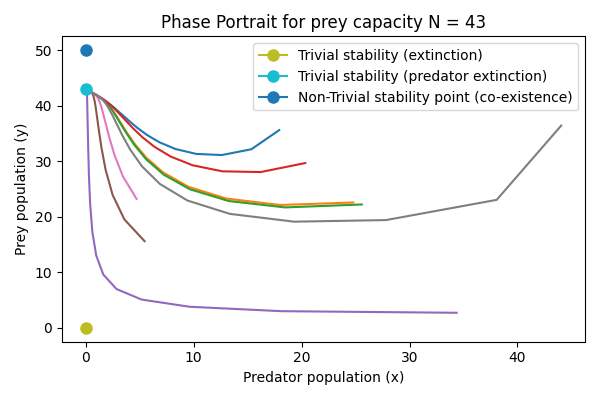 Phase Portrait for prey capacity N = 43
Trivial stability (extinction)
Trivial stability (predator extinction)
Non-Trivial stability point (co-existence)
Prey population (y)
50
40
30
20
10
0
0
10
20
30
40
Predator population (x)